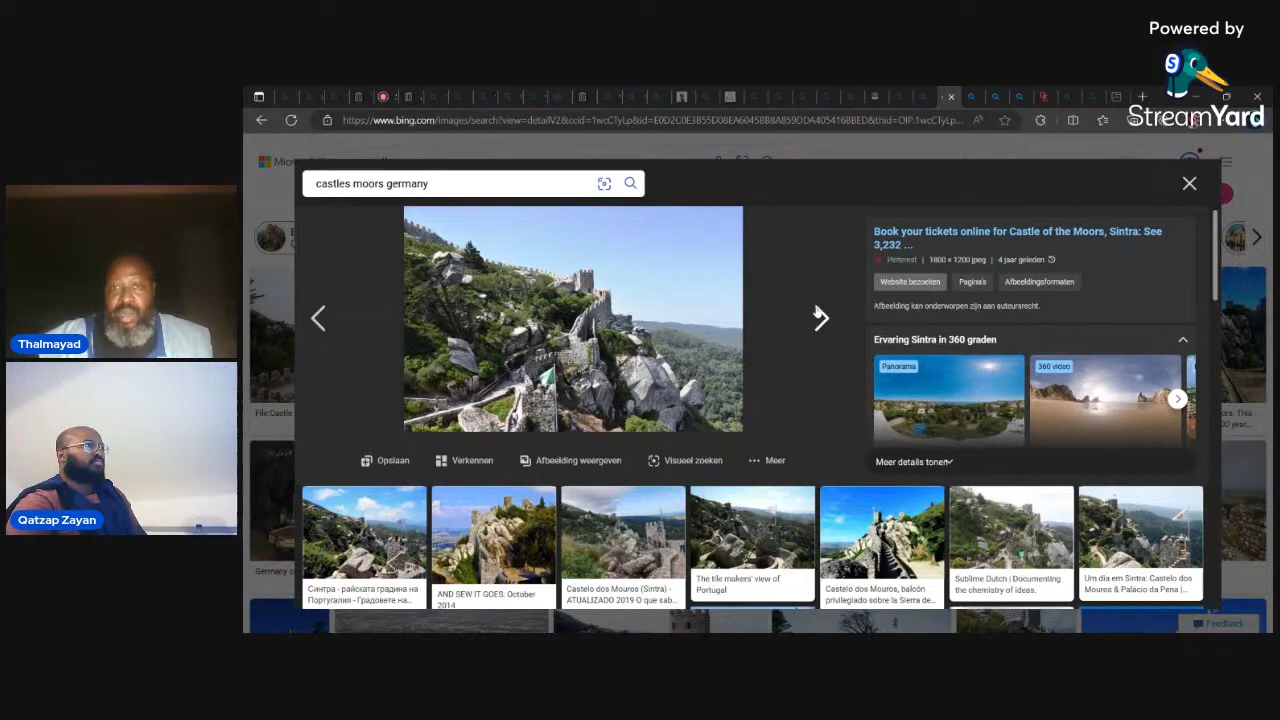 Powered by
S
StreamYard
https://www.bing.com/images/search?view=detailV2&ccid=1wcCTyLp&id=E0D2C0E3B55D08EA60458B8A859DDA405416BBED&thid=OIP.1wcCTyLp...
castles moors germany
Book your tickets online for Castle of the Moors, Sintra: See
3,232 ...
Pinterest | 1800 × 1200 jpeg | 4 jaar geleden
Website bezoeken
Pagina's
Afbeeldingsformaten
Afbeelding kan onderworpen zijn aan auteursrecht.
Ervaring Sintra in 360 graden
Panorama
360 video
Meer details tonen
Opslaan
Verkennen
Afbeelding weergeven
Visueel zoeken
Meer
Синтра - райската градина на
Португалия - Градовете на...
AND SEW IT GOES: October
2014
Castelo dos Mouros (Sintra) -
ATUALIZADO 2019 O que sab...
The tile makers' view of
Portugal
Castelo dos Mouros, balcón
privilegiado sobre la Sierra de...
Sublime Dutch | Documenting
the chemistry of ideas.
Um dia em Sintra: Castelo dos
Mouros & Palácio da Pena |...
Thalmayad
Qatzap Zayan
File:Castle
Germany c
Feedback